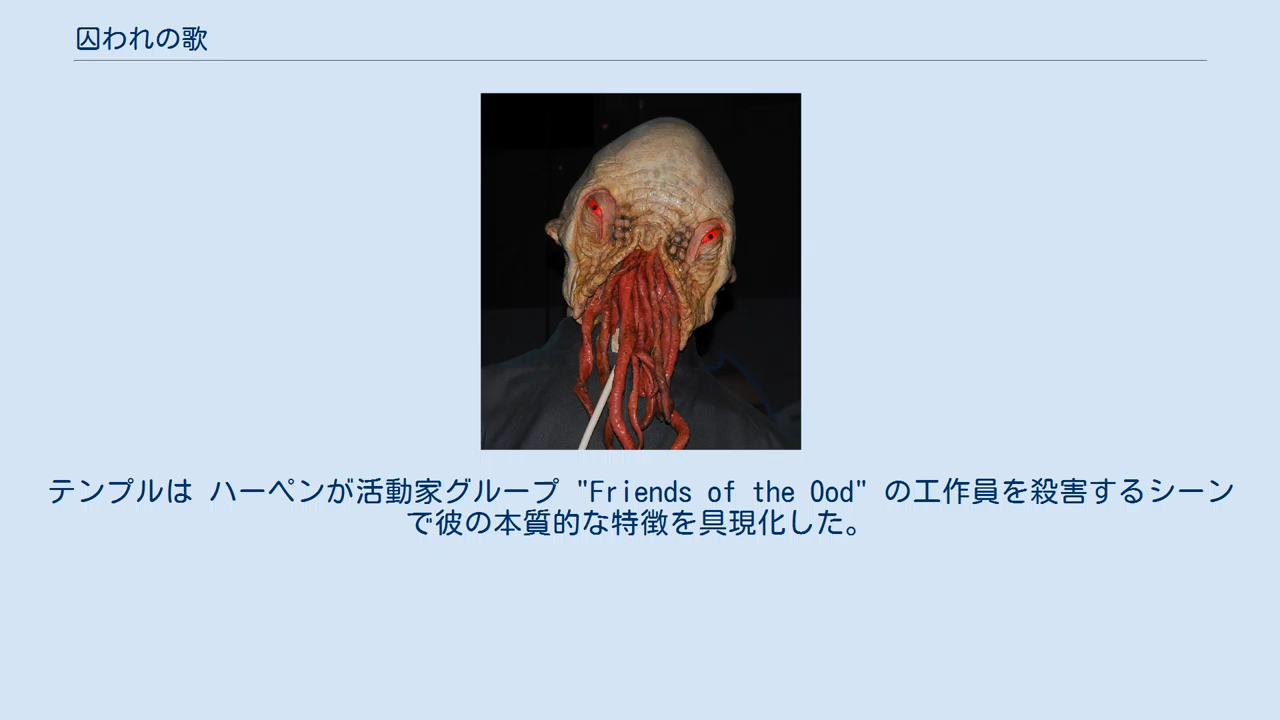 囚われの歌
テンプルは ハーペンが活動家グループ "Friends of the Ood" の工作員を殺害するシーン
で彼の本質的な特徴を具現化した。